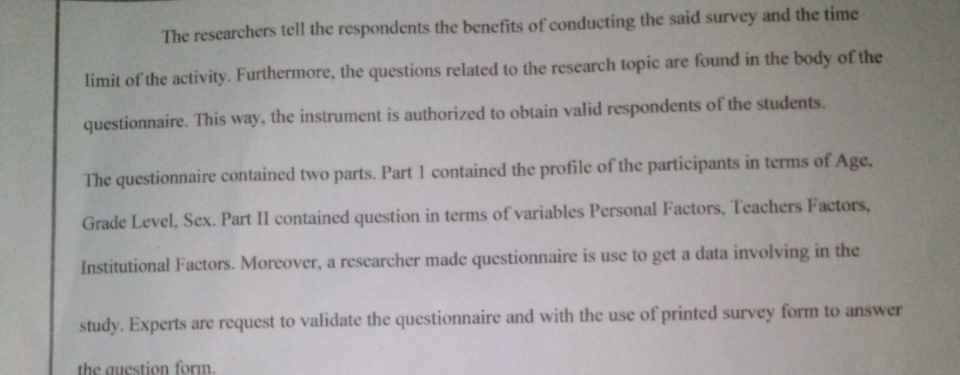 The researchers tell the respondents the benefits of conducting the said survey and the time
limit of the activity. Furthermore, the questions related to the research topic are found in the body of the
questionnaire. This way, the instrument is authorized to obtain valid respondents of the students.
The questionnaire contained two parts. Part 1 contained the profile of the participants in terms of Age,
Grade Level, Sex. Part II contained question in terms of variables Personal Factors, Teachers Factors,
Institutional Factors. Moreover, a researcher made questionnaire is use to get a data involving in the
study. Experts are request to validate the questionnaire and with the use of printed survey form to answer
the question form.